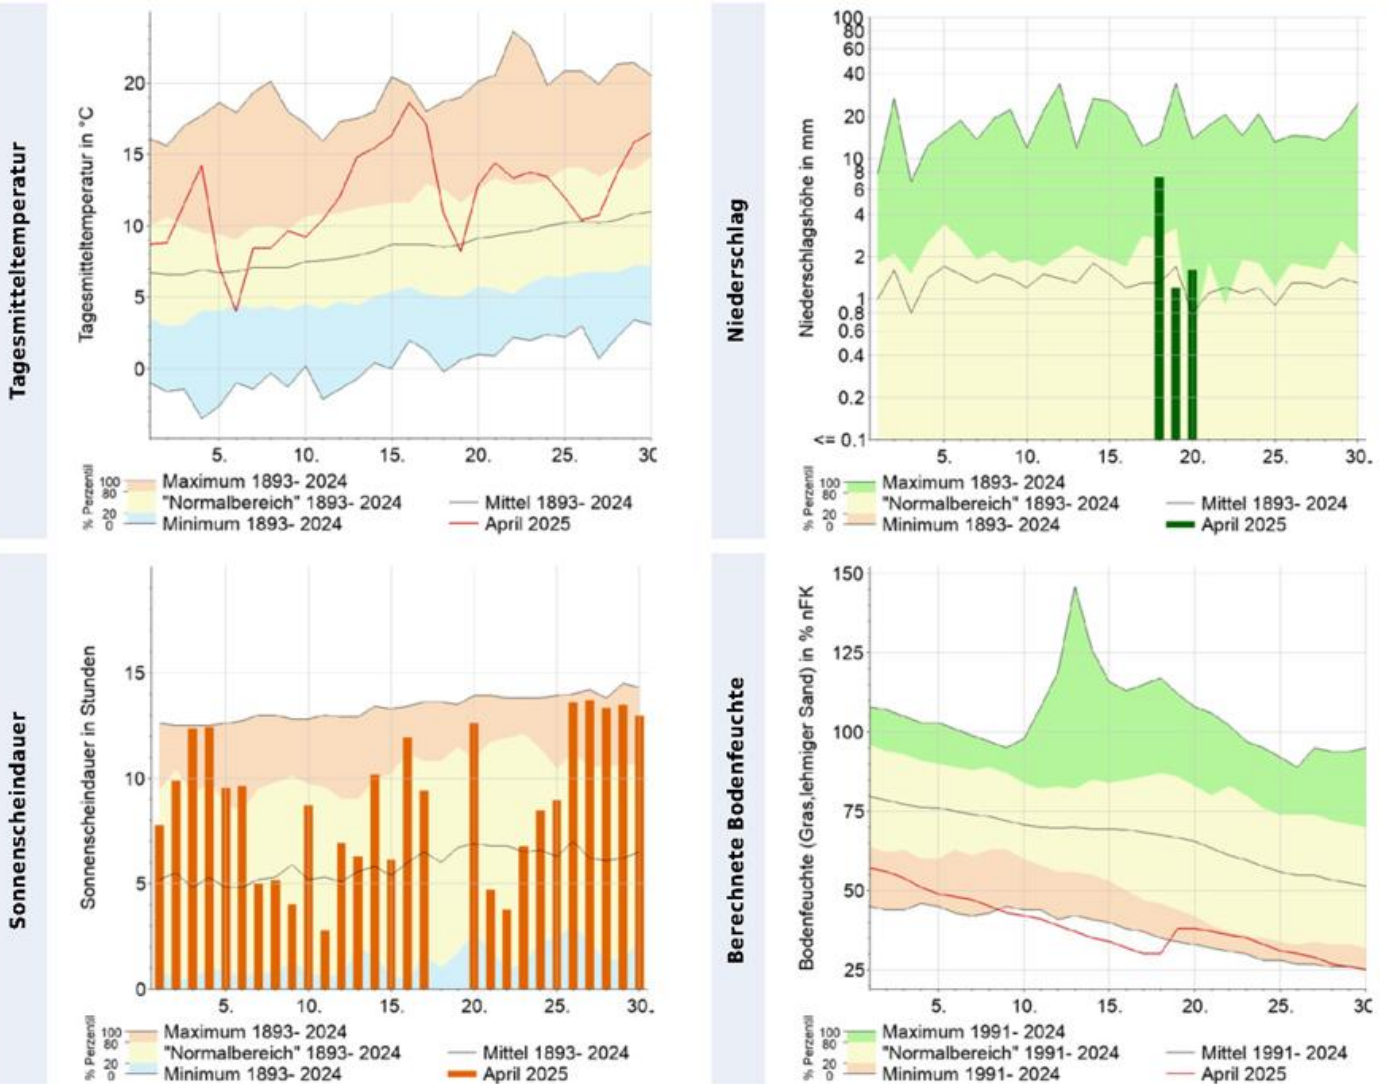 Tagesmitteltemperatur
Tagesmitteltemperatur in °C
20
15
10
5
0
5. 10. 15. 20. 25. 30
% Perzentil
100
80
20
0
Maximum 1893- 2024
"Normalbereich" 1893- 2024
Minimum 1893- 2024
Mittel 1893- 2024
April 2025
Niederschlag
Niederschlagshöhe in mm
100
80
60
40
20
10
8
6
4
2
1
0.8
0.6
0.4
0.2
<= 0.1
5. 10. 15. 20. 25. 30.
% Perzentil
100
80
20
0
Maximum 1893- 2024
"Normalbereich" 1893- 2024
Minimum 1893- 2024
Mittel 1893- 2024
April 2025
Sonnenscheindauer
Sonnenscheindauer in Stunden
15
10
5
0
5. 10. 15. 20. 25. 30.
% Perzentil
100
80
20
0
Maximum 1893- 2024
"Normalbereich" 1893- 2024
Minimum 1893- 2024
Mittel 1893- 2024
April 2025
Berechnete Bodenfeuchte
Bodenfeuchte (Gras,lehmiger Sand) in % nFK
150
125
100
75
50
25
5. 10. 15. 20. 25. 30.
% Perzentil
100
80
20
0
Maximum 1991- 2024
"Normalbereich" 1991- 2024
Minimum 1991- 2024
Mittel 1991- 2024
April 2025